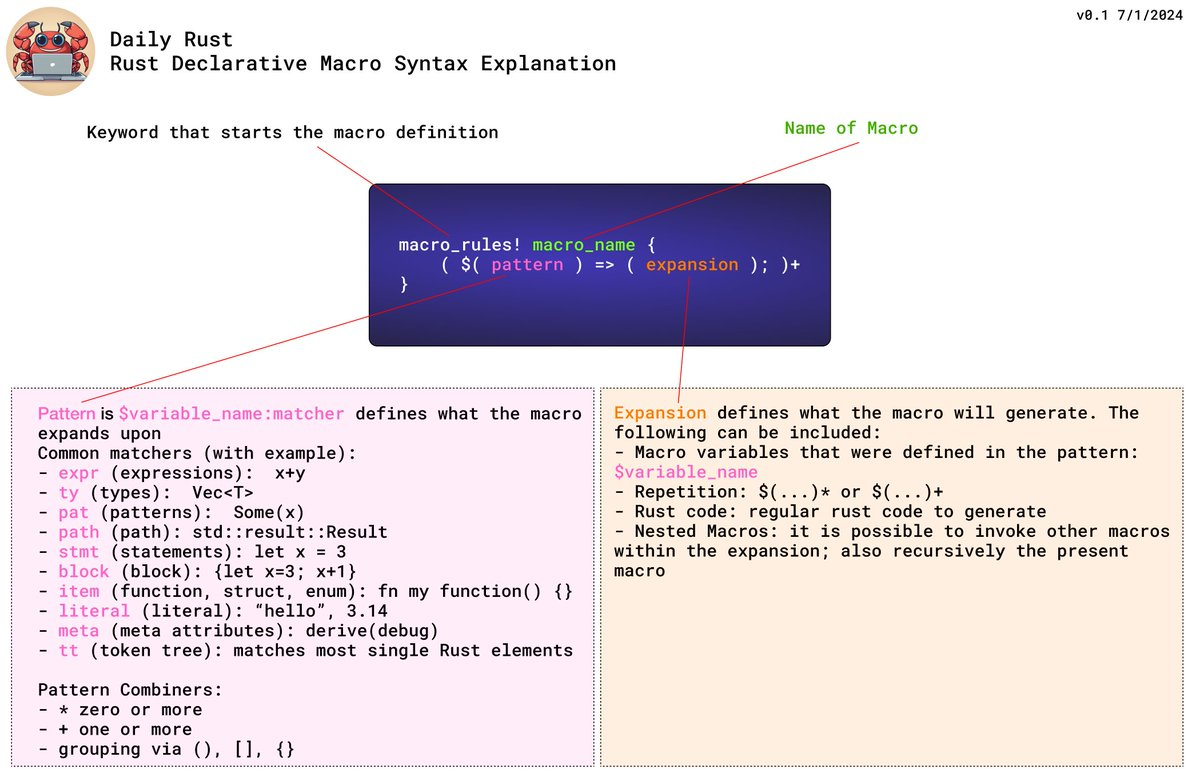 v0.1 7/1/2024
Daily Rust
Rust Declarative Macro Syntax Explanation
Keyword that starts the macro definition
Name of Macro
macro_rules! macro_name {
( $( pattern ) => ( expansion ); )+
}
Pattern is $variable_name:matcher defines what the macro
expands upon
Common matchers (with example):
- expr (expressions): x+y
- ty (types): Vec<T>
- pat (patterns): Some(x)
- path (path): std::result::Result
- stmt (statements): let x = 3
- block (block): {let x=3; x+1}
- item (function, struct, enum): fn my function() {}
- literal (literal): “hello”, 3.14
- meta (meta attributes): derive(debug)
- tt (token tree): matches most single Rust elements
Pattern Combiners:
- * zero or more
- + one or more
- grouping via (), [], {}
Expansion defines what the macro will generate. The
following can be included:
- Macro variables that were defined in the pattern:
$variable_name
- Repetition: $(...)* or $(...)+
- Rust code: regular rust code to generate
- Nested Macros: it is possible to invoke other macros
within the expansion; also recursively the present
macro